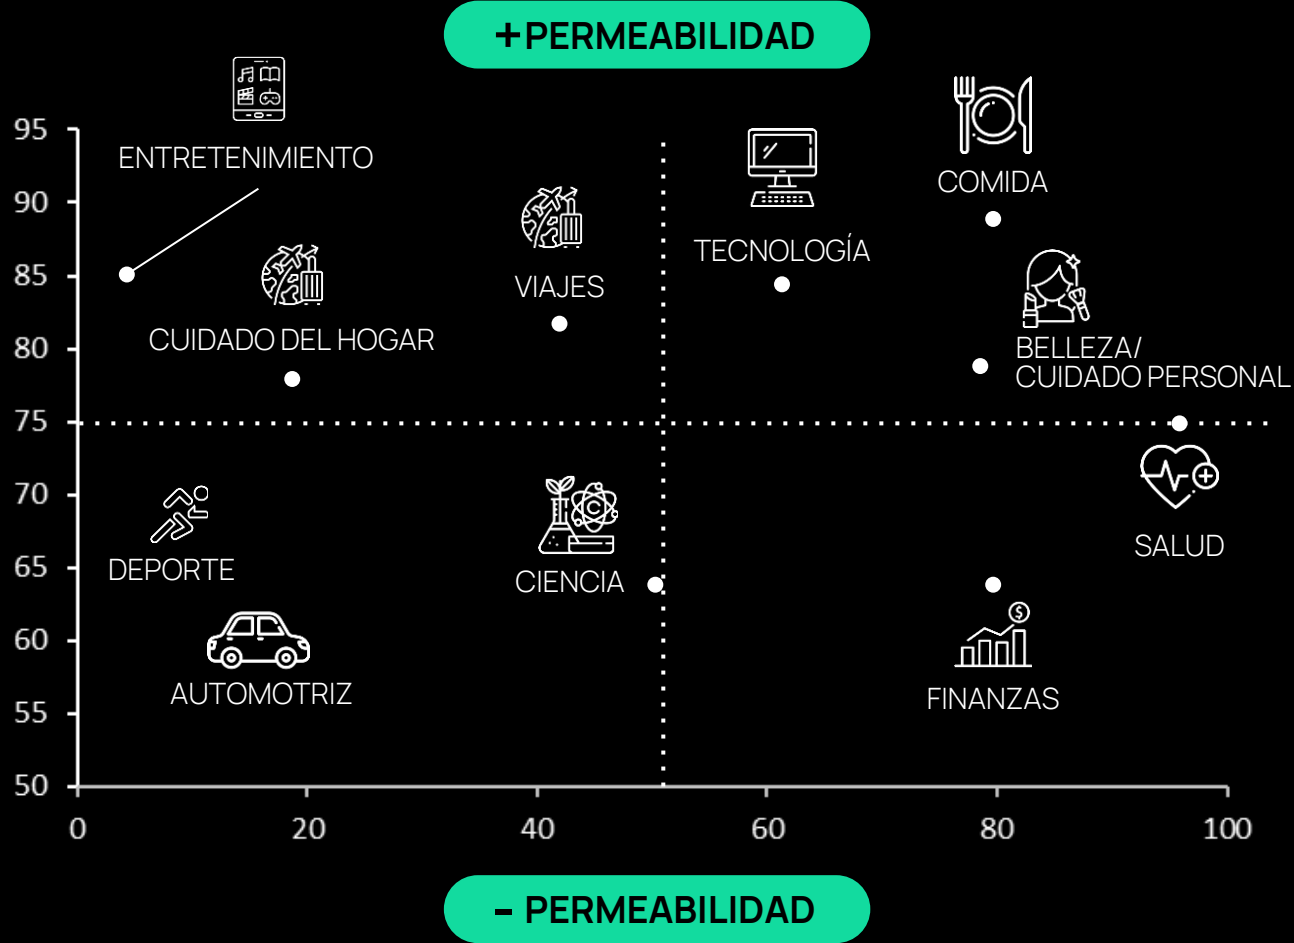 +PERMEABILIDAD
95
ENTRETENIMIENTO
COMIDA
90
TECNOLOGÍA
85
VIAJES
CUIDADO DEL HOGAR
80
BELLEZA/
CUIDADO PERSONAL
75
70
SALUD
65
DEPORTE
CIENCIA
C
$
60
AUTOMOTRIZ
FINANZAS
55
50
0 20 40 60 80 100
- PERMEABILIDAD